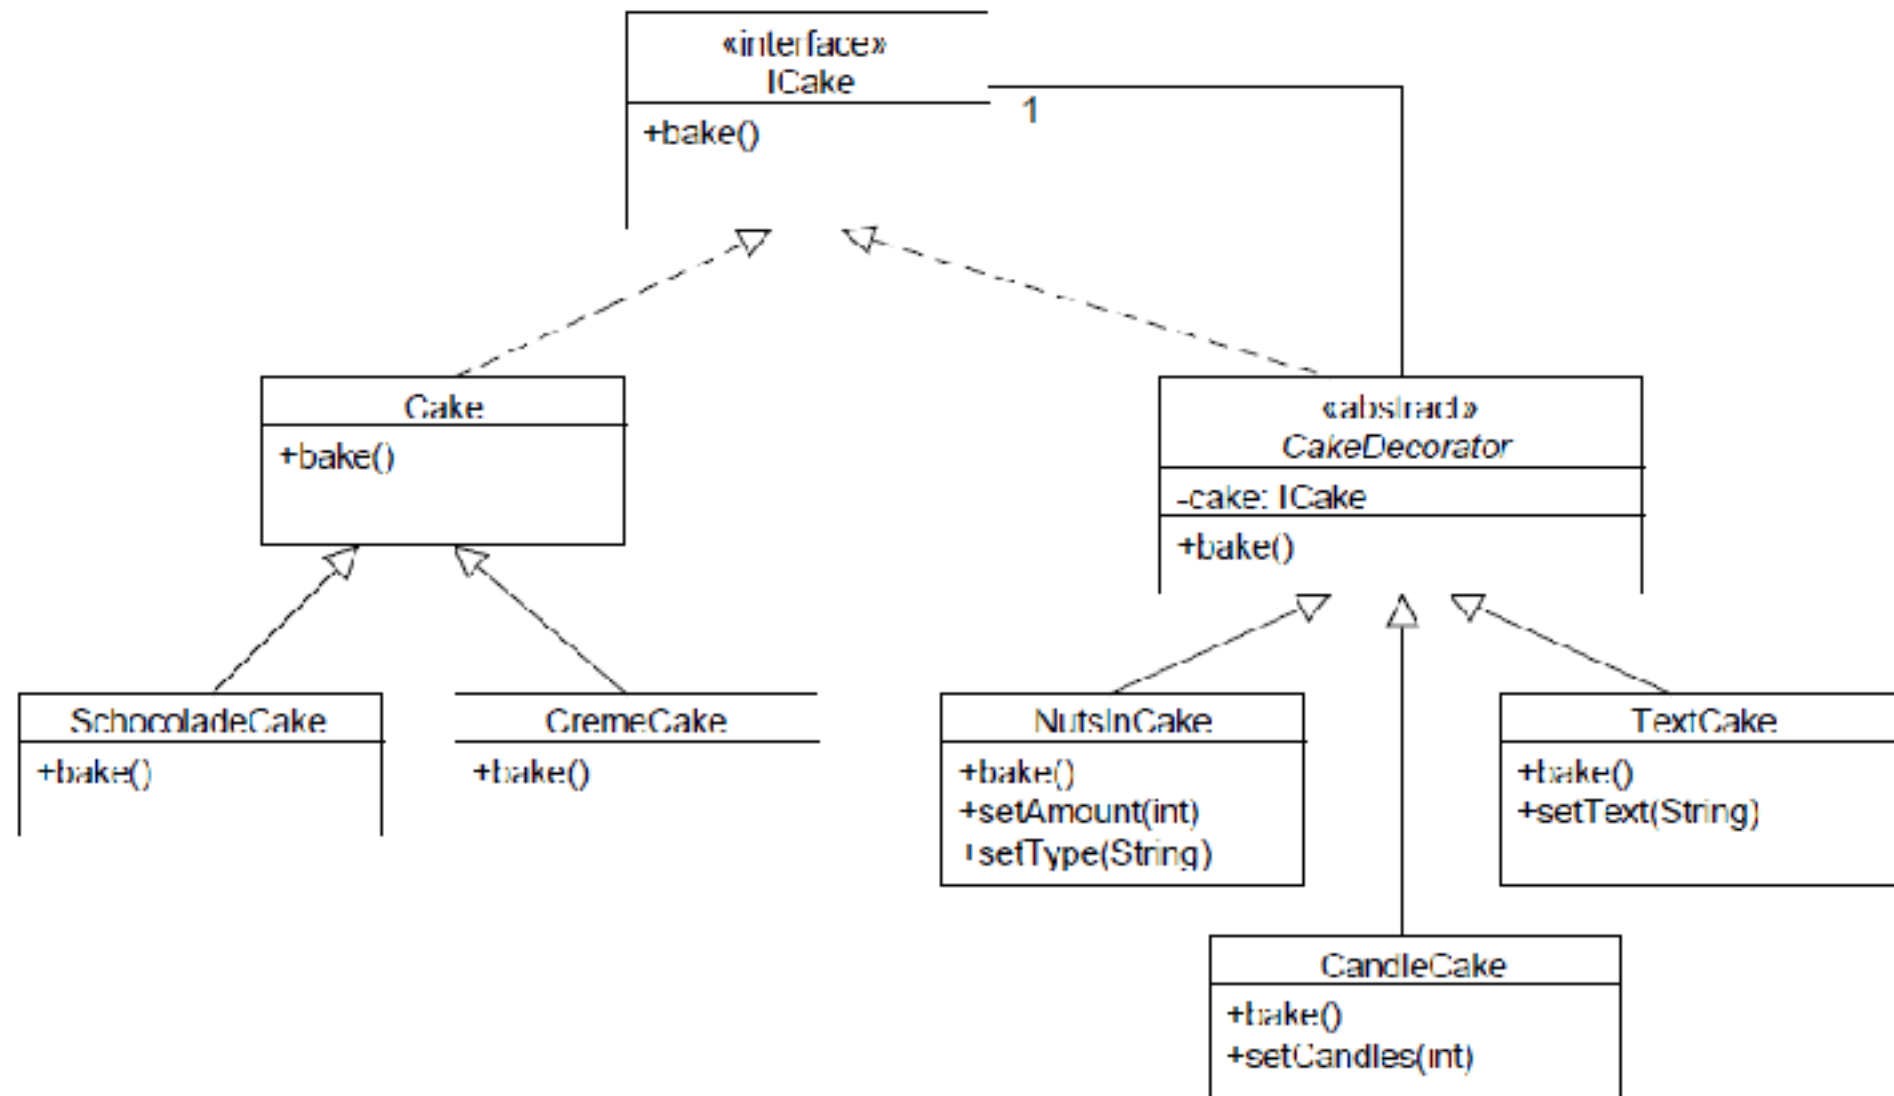 «interface»
ICake
+bake()
1
Cake
+bake()
«abstract»
CakeDecorator
-cake: ICake
+bake()
SchocoladeCake
+bake()
CremeCake
+bake()
NutsInCake
+bake()
+setAmount(int)
+setType(String)
TextCake
+bake()
+setText(String)
CandleCake
+bake()
+setCandles(int)